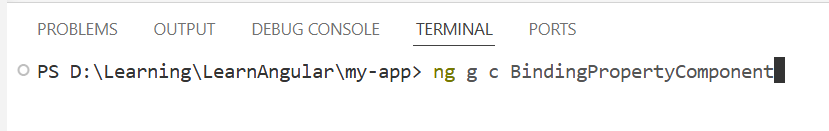 PROBLEMS OUTPUT DEBUG CONSOLE TERMINAL PORTS
PS D:\Learning\LearnAngular\my-app> ng g c BindingPropertyComponent